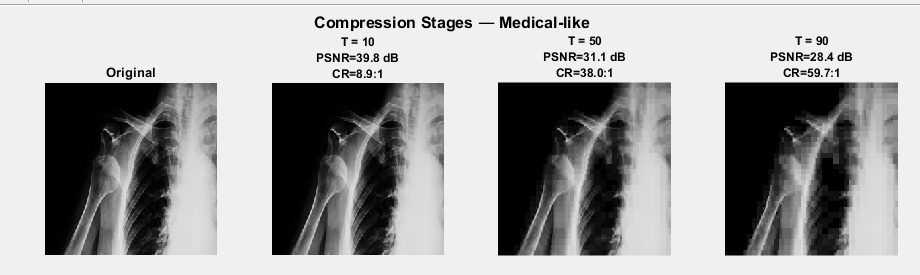 Compression Stages — Medical-like
Original
T = 10
PSNR=39.8 dB
CR=8.9:1
T = 50
PSNR=31.1 dB
CR=38.0:1
T = 90
PSNR=28.4 dB
CR=59.7:1